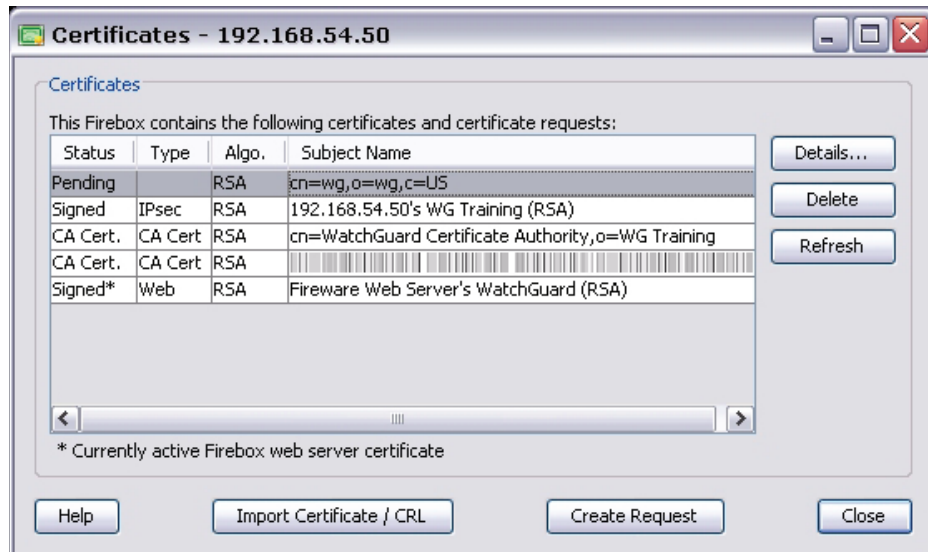 Certificates - 192.168.54.50
Certificates
This Firebox contains the following certificates and certificate requests:
Status Type Algo. Subject Name
Pending RSA cn=wg,o=wg,c=US
Signed IPsec RSA 192.168.54.50's WG Training (RSA)
CA Cert. CA Cert RSA cn=WatchGuard Certificate Authority,o=WG Training
CA Cert. CA Cert RSA
Signed* Web RSA Fireware Web Server's WatchGuard (RSA)
Details...
Delete
Refresh
* Currently active Firebox web server certificate
Help Import Certificate / CRL Create Request Close